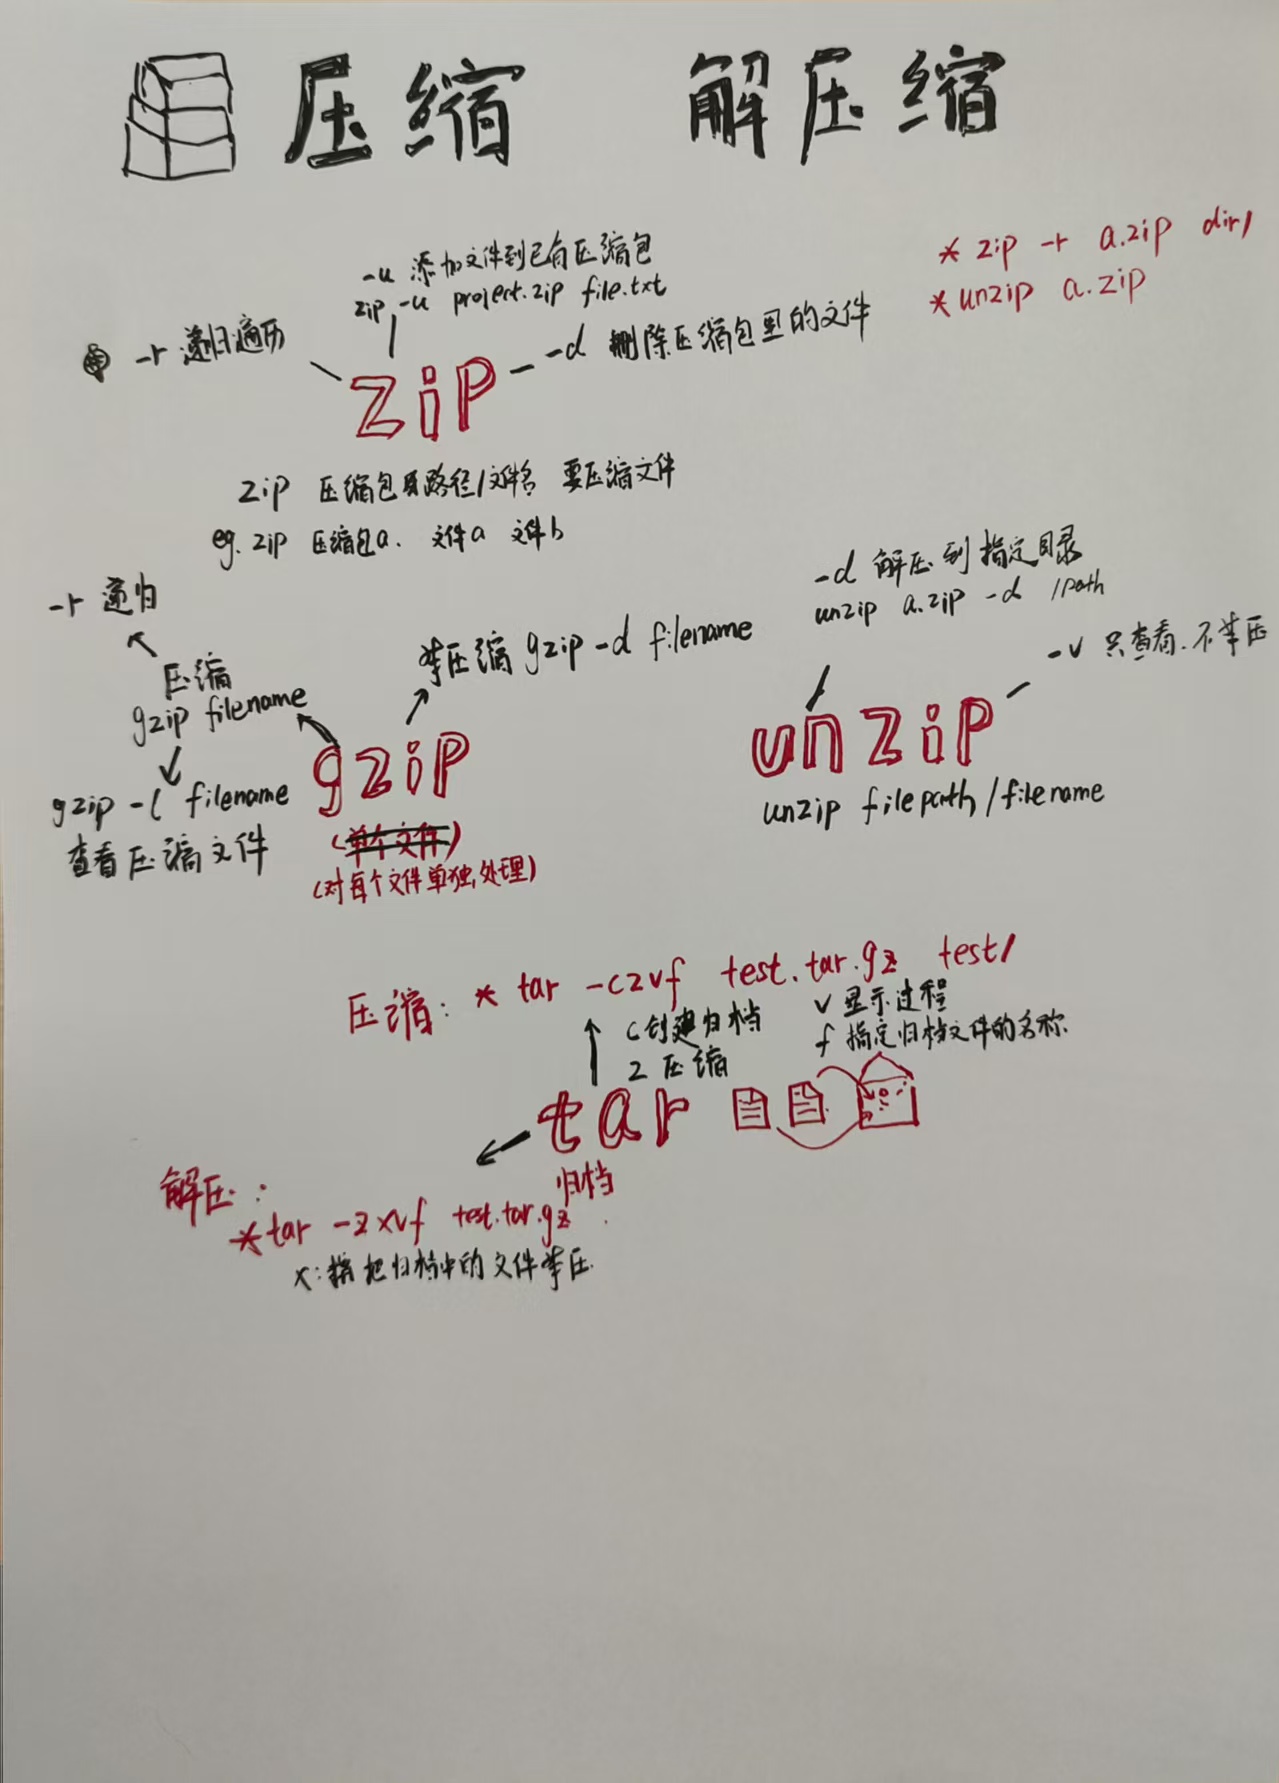 压缩 解压缩
* zip -r a.zip dir/
* unzip a.zip
-u 添加文件到已有压缩包
zip -u project.zip file.txt
-r 递归遍历
-d 删除压缩包里的文件
zip
zip 压缩包路径/文件名 要压缩文件
eg. zip 压缩包a. 文件a 文件b
-r 递归
压缩
gzip filename
gzip -l filename
查看压缩文件
解压缩 gzip -d filename
gzip
(单个文件)
(对每个文件单独处理)
-d 解压到指定目录
unzip a.zip -d /path
-v 只查看.不解压
unzip
unzip filepath/filename
压缩: * tar -czvf test.tar.gz test/
c 创建归档
z 压缩
v 显示过程
f 指定归档文件的名称
tar
归档
解压:
* tar -zxvf test.tar.gz
x: 指把归档中的文件解压.